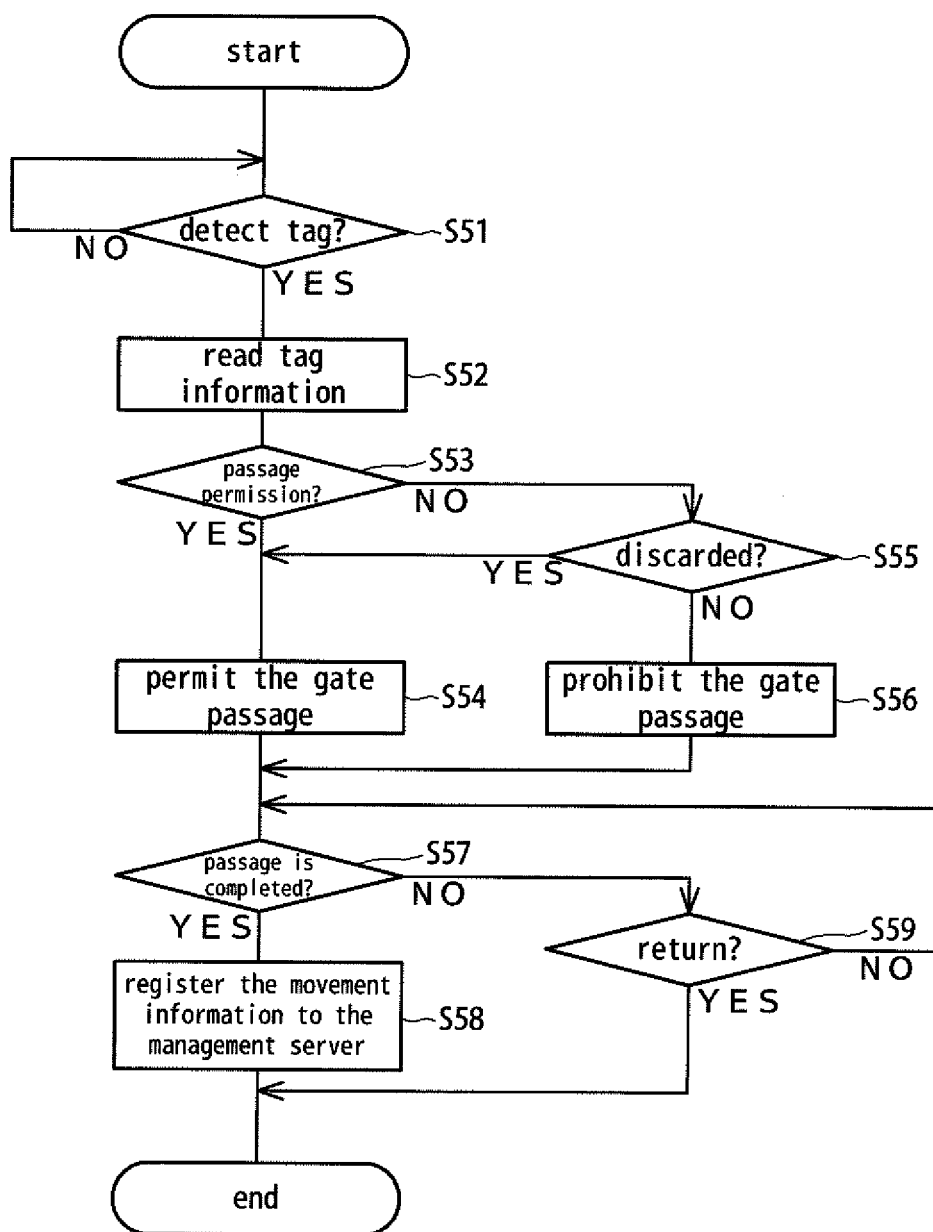 start
detect tag?
S51
NO
YES
read tag
information
S52
S53
passage
permission?
NO
YES
discarded?
S55
YES
NO
permit the gate
passage
S54
prohibit the gate
passage
S56
S57
passage is
completed?
NO
YES
return?
S59
NO
YES
register the movement
information to the
management server
S58
end